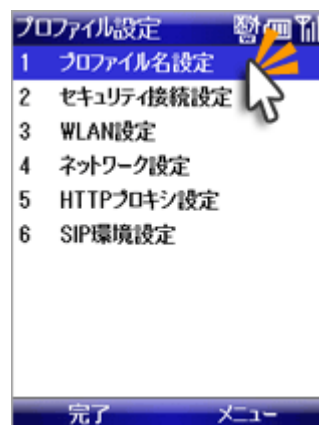 プロファイル設定
1 プロファイル名設定
2 セキュリティ接続設定
3 WLAN設定
4 ネットワーク設定
5 HTTPプロキシ設定
6 SIP環境設定
完了 メニュー